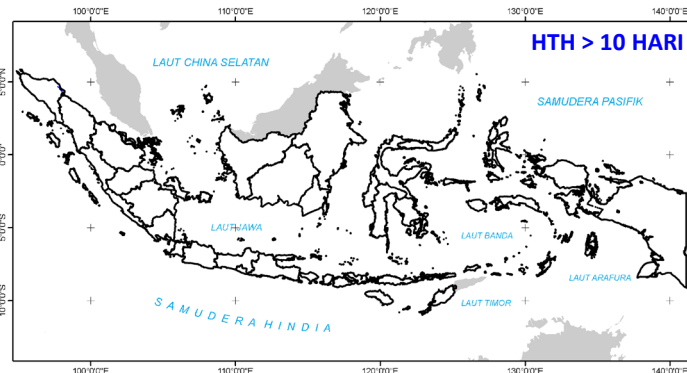 100°0'0"E 110°0'0"E 120°0'0"E 130°0'0"E 140°0'0"E
HTH > 10 HARI
LAUT CHINA SELATAN
5°0'0"N
SAMUDERA PASIFIK
0°0'0"
LAUT JAWA
5°0'0"S
LAUT BANDA
LAUT ARAFURA
10°0'0"S
SAMUDERA HINDIA
LAUT TIMOR
100°0'0"E 110°0'0"E 120°0'0"E 130°0'0"E 140°0'0"E